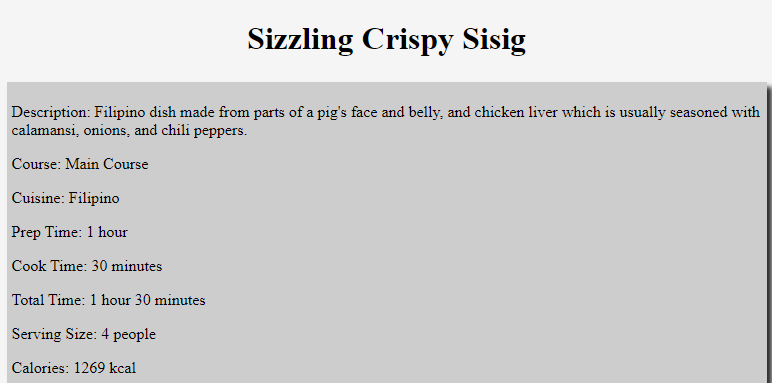 Sizzling Crispy Sisig
Description: Filipino dish made from parts of a pig's face and belly, and chicken liver which is usually seasoned with
calamansi, onions, and chili peppers.
Course: Main Course
Cuisine: Filipino
Prep Time: 1 hour
Cook Time: 30 minutes
Total Time: 1 hour 30 minutes
Serving Size: 4 people
Calories: 1269 kcal